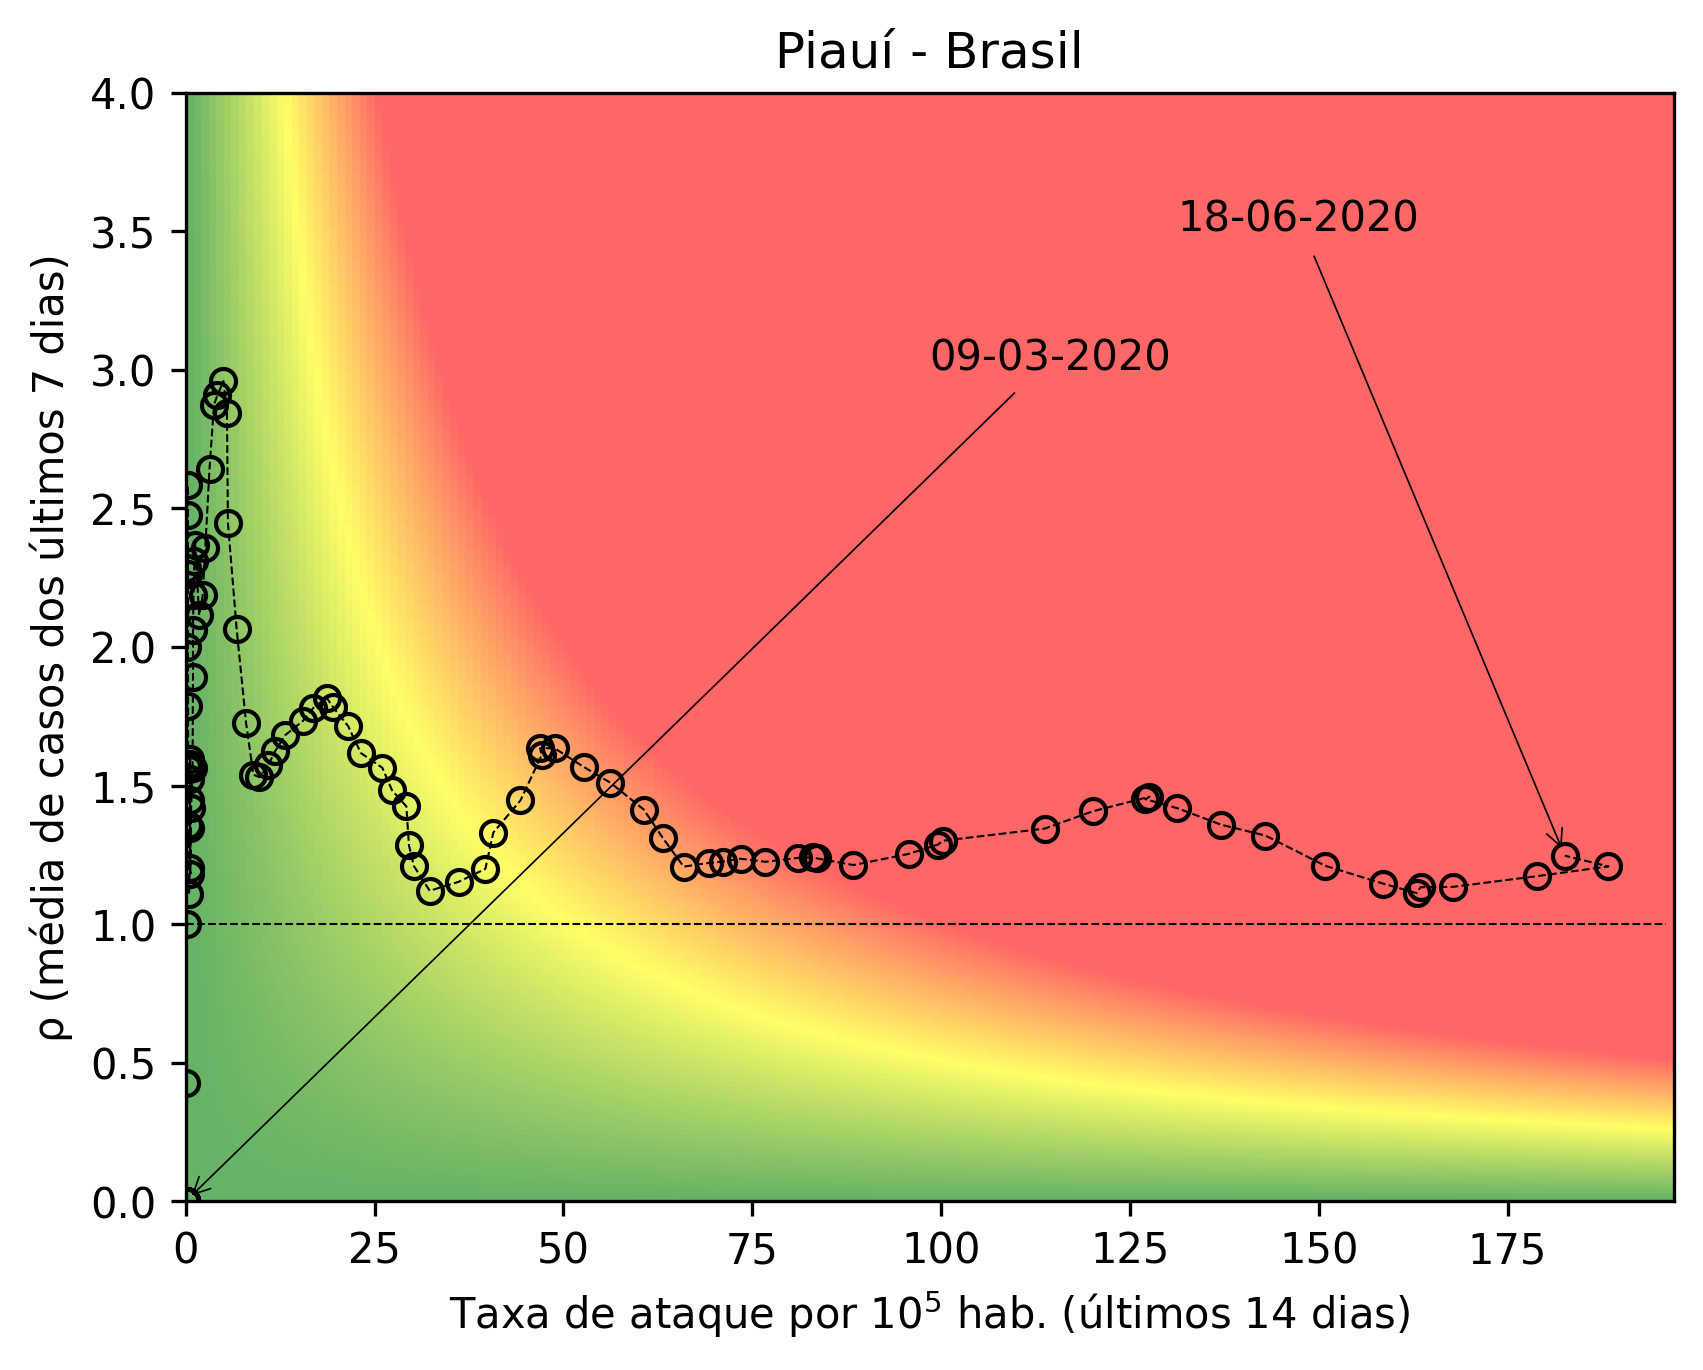 Piauí - Brasil
4.0
3.5
3.0
2.5
2.0
1.5
1.0
0.5
0.0
ρ (média de casos dos últimos 7 dias)
18-06-2020
09-03-2020
0 25 50 75 100 125 150 175
Taxa de ataque por 10⁵ hab. (últimos 14 dias)